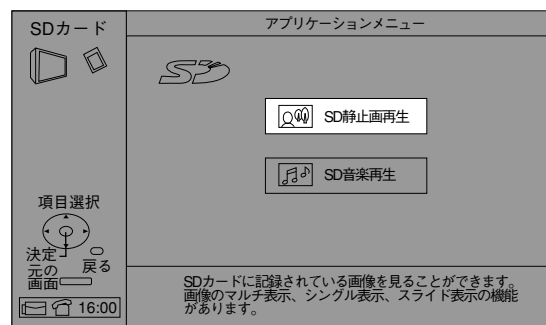 SDカード
アプリケーションメニュー
SD
SD静止画再生
SD音楽再生
項目選択
決定
戻る
元の
画面
16:00
SDカードに記録されている画像を見ることができます。
画像のマルチ表示、シングル表示、スライド表示の機能
があります。